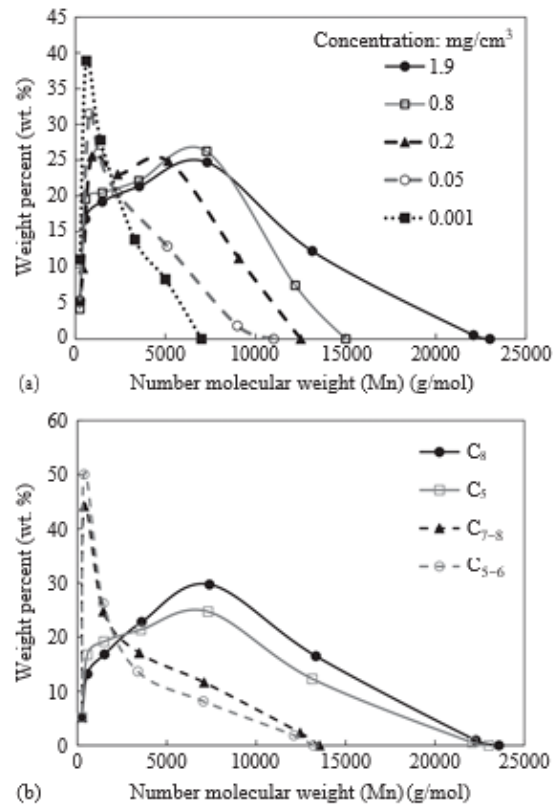 45
40
35
30
25
20
15
10
5
0
Weight percent (wt. %)
Concentration: mg/cm³
1.9
0.8
0.2
0.05
0.001
0 5000 10000 15000 20000 25000
(a) Number molecular weight (Mn) (g/mol)
60
50
40
30
20
10
0
Weight percent (wt. %)
C₈
C₅
C₇₋₈
C₅₋₆
0 5000 10000 15000 20000 25000
(b) Number molecular weight (Mn) (g/mol)